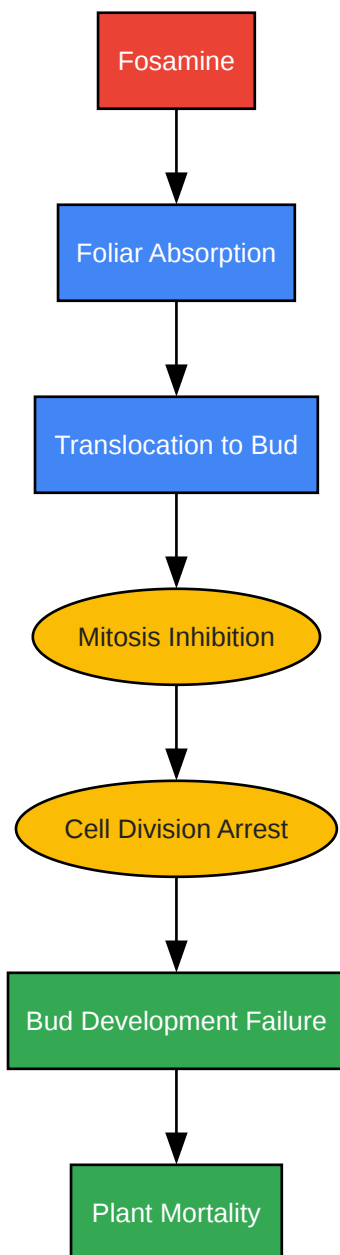 Fosamine
Foliar Absorption
Translocation to Bud
Mitosis Inhibition
Cell Division Arrest
Bud Development Failure
Plant Mortality